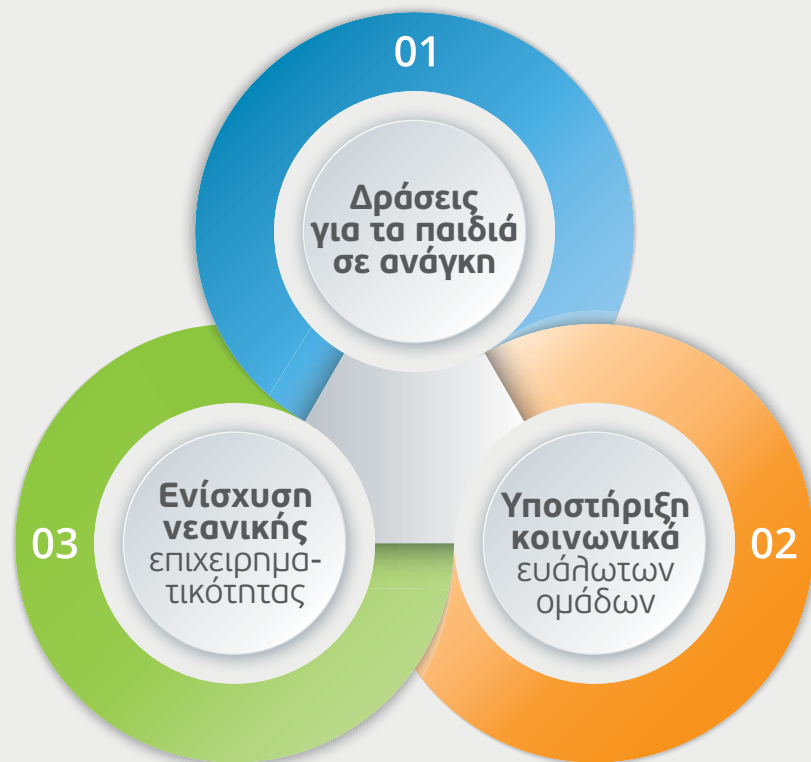 01
Δράσεις
για τα παιδιά
σε ανάγκη
03
Ενίσχυση
νεανικής
επιχειρημα-
τικότητας
Υποστήριξη
κοινωνικά
ευάλωτων
ομάδων
02